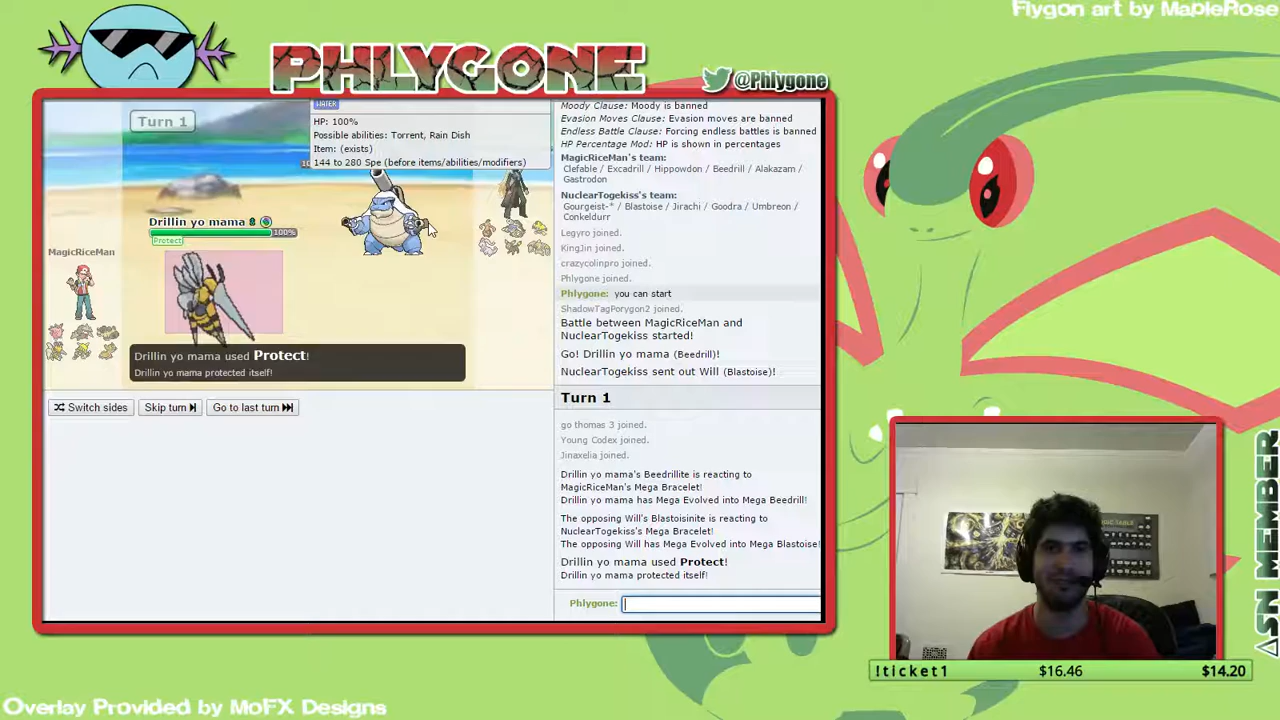 Flygon art by MapleRose
PHLYGONE
@Phlygone
Turn 1
WATER
HP: 100%
Possible abilities: Torrent, Rain Dish
Item: (exists)
144 to 280 Spe (before items/abilities/modifiers)
Drillin yo mama
100%
Protect
MagicRiceMan
Drillin yo mama used Protect!
Drillin yo mama protected itself!
Switch sides
Skip turn
Go to last turn
Moody Clause: Moody is banned
Evasion Moves Clause: Evasion moves are banned
Endless Battle Clause: Forcing endless battles is banned
HP Percentage Mod: HP is shown in percentages
MagicRiceMan's team:
Clefable / Excadrill / Hippowdon / Beedrill / Alakazam /
Gastrodon
NuclearTogekiss's team:
Gourgeist-* / Blastoise / Jirachi / Goodra / Umbreon /
Conkeldurr
Legyro joined.
KingJin joined.
crazycolinpro joined.
Phlygone joined.
Phlygone: you can start
ShadowTagPorygon2 joined.
Battle between MagicRiceMan and
NuclearTogekiss started!
Go! Drillin yo mama (Beedrill)!
NuclearTogekiss sent out Will (Blastoise)!
Turn 1
go thomas 3 joined.
Young Codex joined.
Jinaxelia joined.
Drillin yo mama's Beedrillite is reacting to
MagicRiceMan's Mega Bracelet!
Drillin yo mama has Mega Evolved into Mega Beedrill!
The opposing Will's Blastoisinite is reacting to
NuclearTogekiss's Mega Bracelet!
The opposing Will has Mega Evolved into Mega Blastoise!
Drillin yo mama used Protect!
Drillin yo mama protected itself!
Phlygone:
ASN MEMBER
!ticket1 $16.46 $14.20
Overlay Provided by MoFX Designs